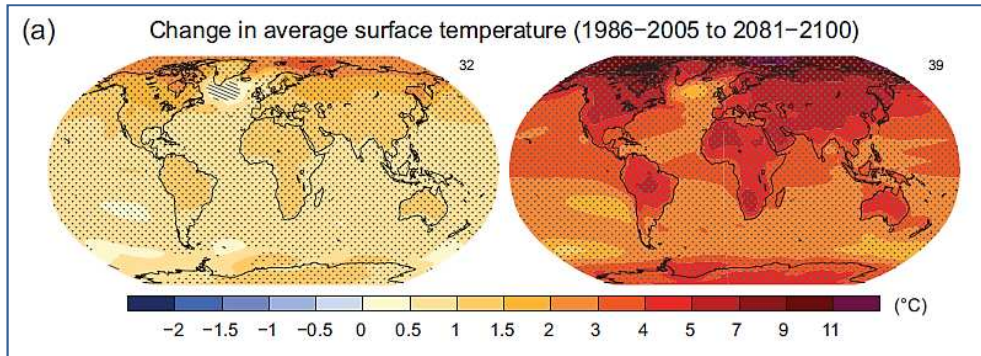 (a) Change in average surface temperature (1986−2005 to 2081−2100)
32 39
−2 −1.5 −1 −0.5 0 0.5 1 1.5 2 3 4 5 7 9 11 (°C)